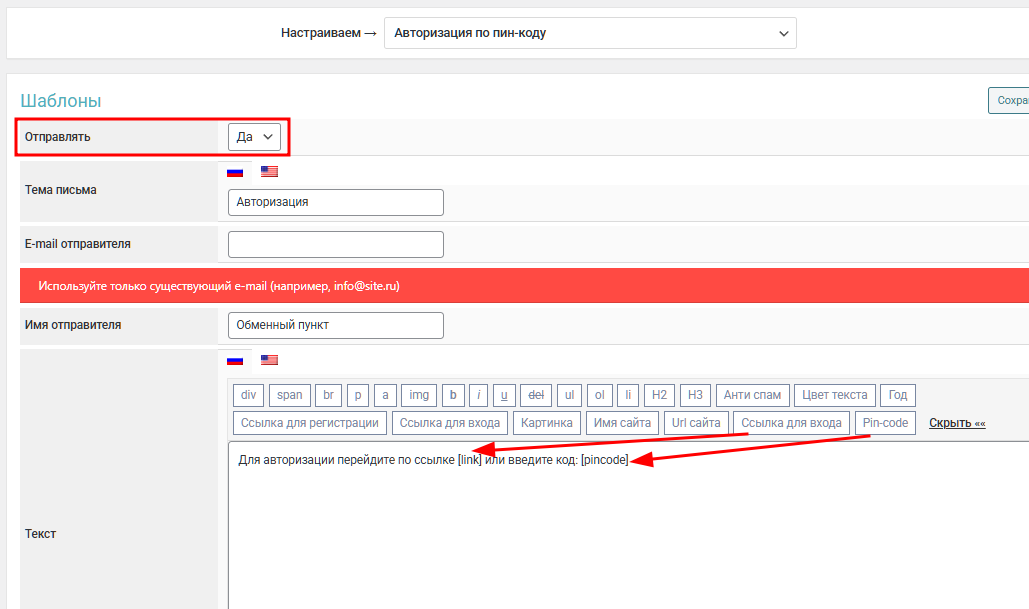 Настраиваем → Авторизация по пин-коду
Шаблоны
Отправлять Да
Тема письма
Авторизация
E-mail отправителя
Используйте только существующий e-mail (например, info@site.ru)
Имя отправителя Обменный пункт
div span br p a img b i u del ul ol li H2 H3 Анти спам Цвет текста Год
Ссылка для регистрации Ссылка для входа Картинка Имя сайта Url сайта Ссылка для входа Pin-code Скрыть ««
Для авторизации перейдите по ссылке [link] или введите код: [pincode]
Текст